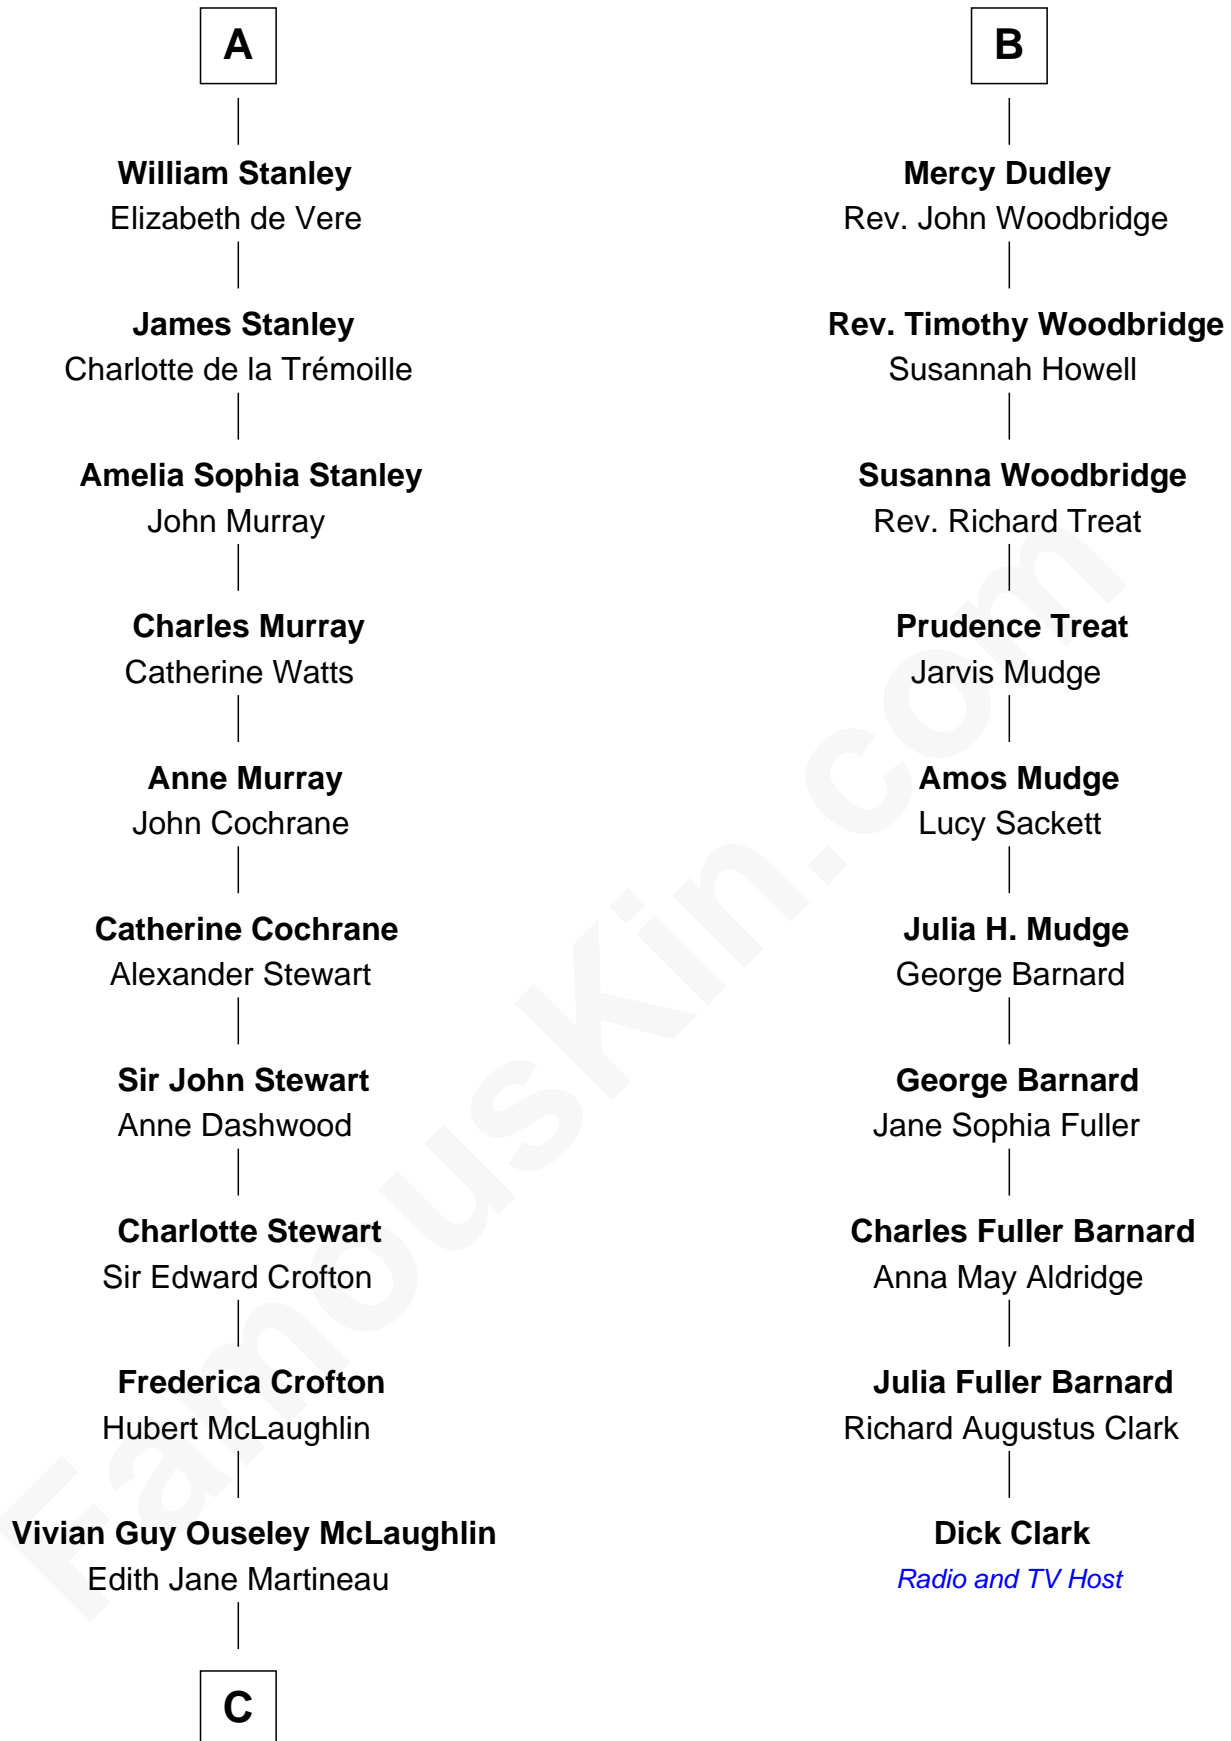 A
William Stanley
Elizabeth de Vere
James Stanley
Charlotte de la Trémoille
Amelia Sophia Stanley
John Murray
Charles Murray
Catherine Watts
Anne Murray
John Cochrane
Catherine Cochrane
Alexander Stewart
Sir John Stewart
Anne Dashwood
Charlotte Stewart
Sir Edward Crofton
Frederica Crofton
Hubert McLaughlin
Vivian Guy Ouseley McLaughlin
Edith Jane Martineau
C
B
Mercy Dudley
Rev. John Woodbridge
Rev. Timothy Woodbridge
Susannah Howell
Susanna Woodbridge
Rev. Richard Treat
Prudence Treat
Jarvis Mudge
Amos Mudge
Lucy Sackett
Julia H. Mudge
George Barnard
George Barnard
Jane Sophia Fuller
Charles Fuller Barnard
Anna May Aldridge
Julia Fuller Barnard
Richard Augustus Clark
Dick Clark
Radio and TV Host
FamousKin.com